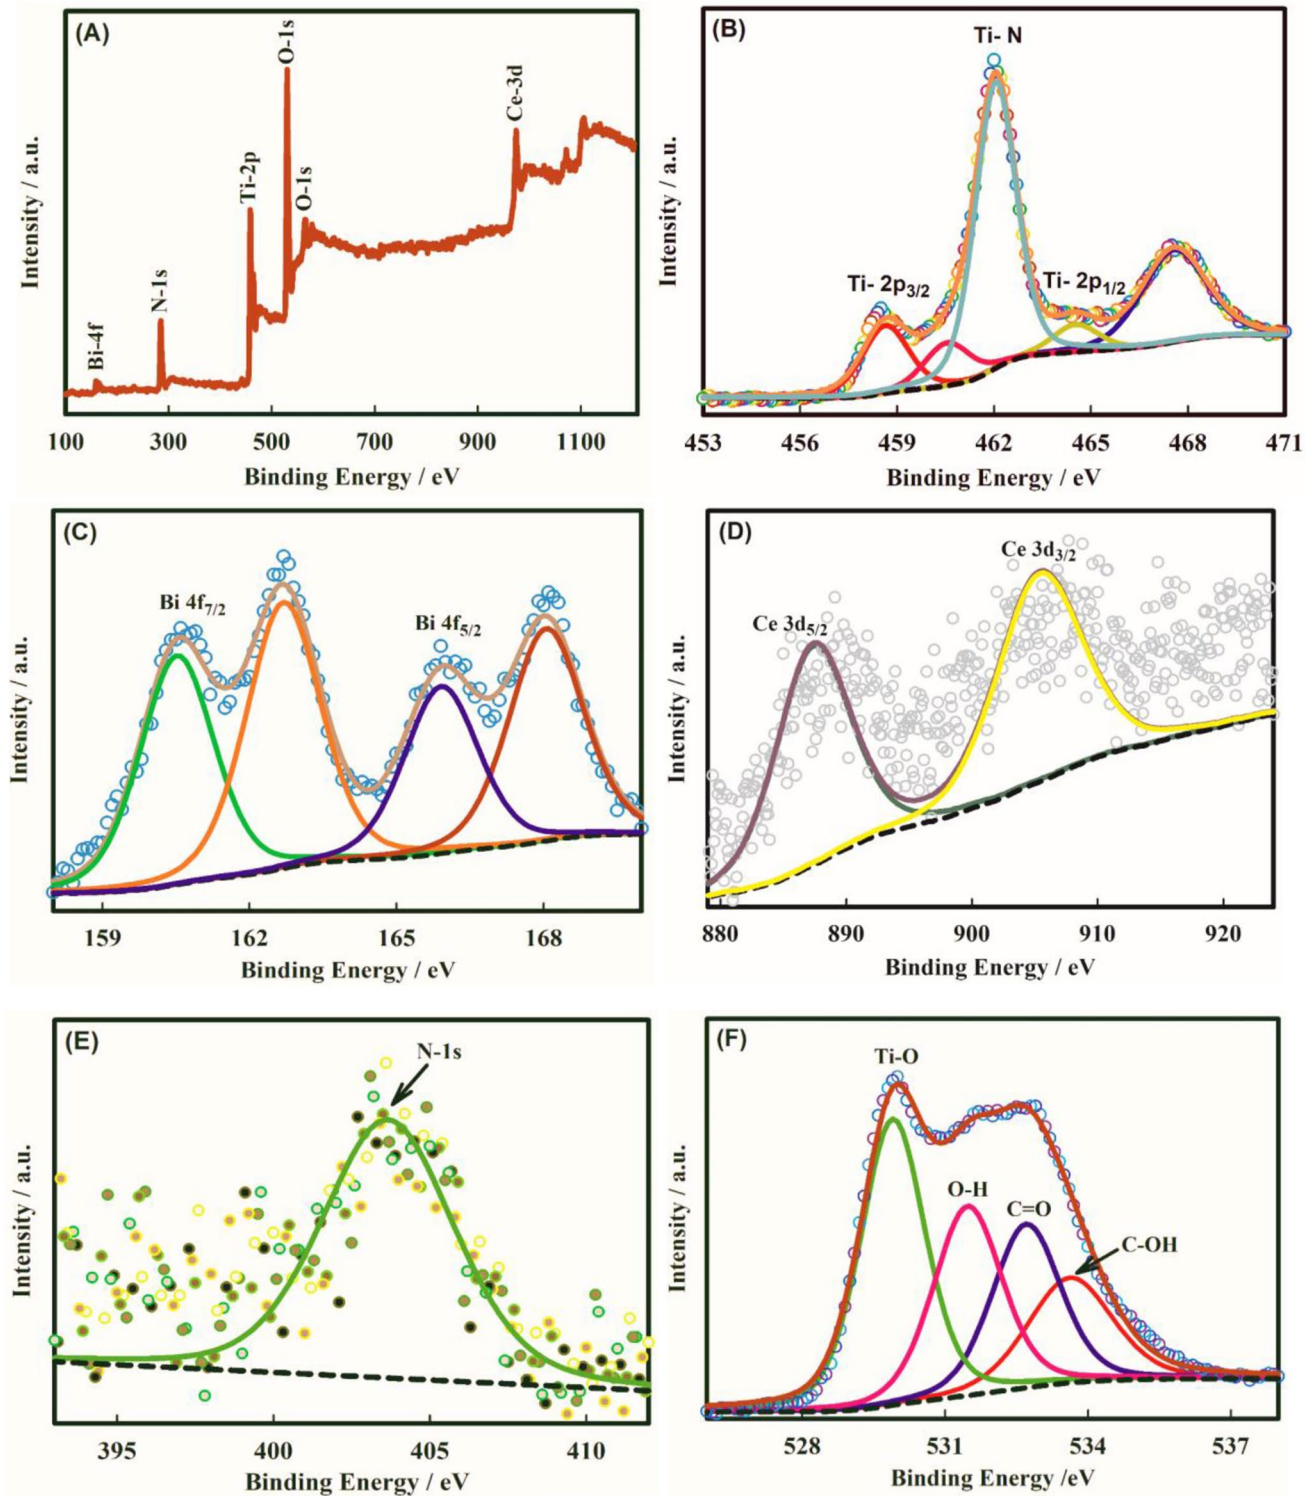 (A)
Bi-4f
N-1s
Ti-2p
O-1s
O-1s
Ce-3d
Intensity / a.u.
100 300 500 700 900 1100
Binding Energy / eV
(B)
Ti- N
Ti- 2p3/2
Ti- 2p1/2
Intensity / a.u.
453 456 459 462 465 468 471
Binding Energy / eV
(C)
Bi 4f7/2
Bi 4f5/2
Intensity / a.u.
159 162 165 168
Binding Energy / eV
(D)
Ce 3d3/2
Ce 3d5/2
Intensity / a.u.
880 890 900 910 920
Binding Energy / eV
(E)
N-1s
Intensity / a.u.
395 400 405 410
Binding Energy / eV
(F)
Ti-O
O-H
C=O
C-OH
Intensity / a.u.
528 531 534 537
Binding Energy /eV